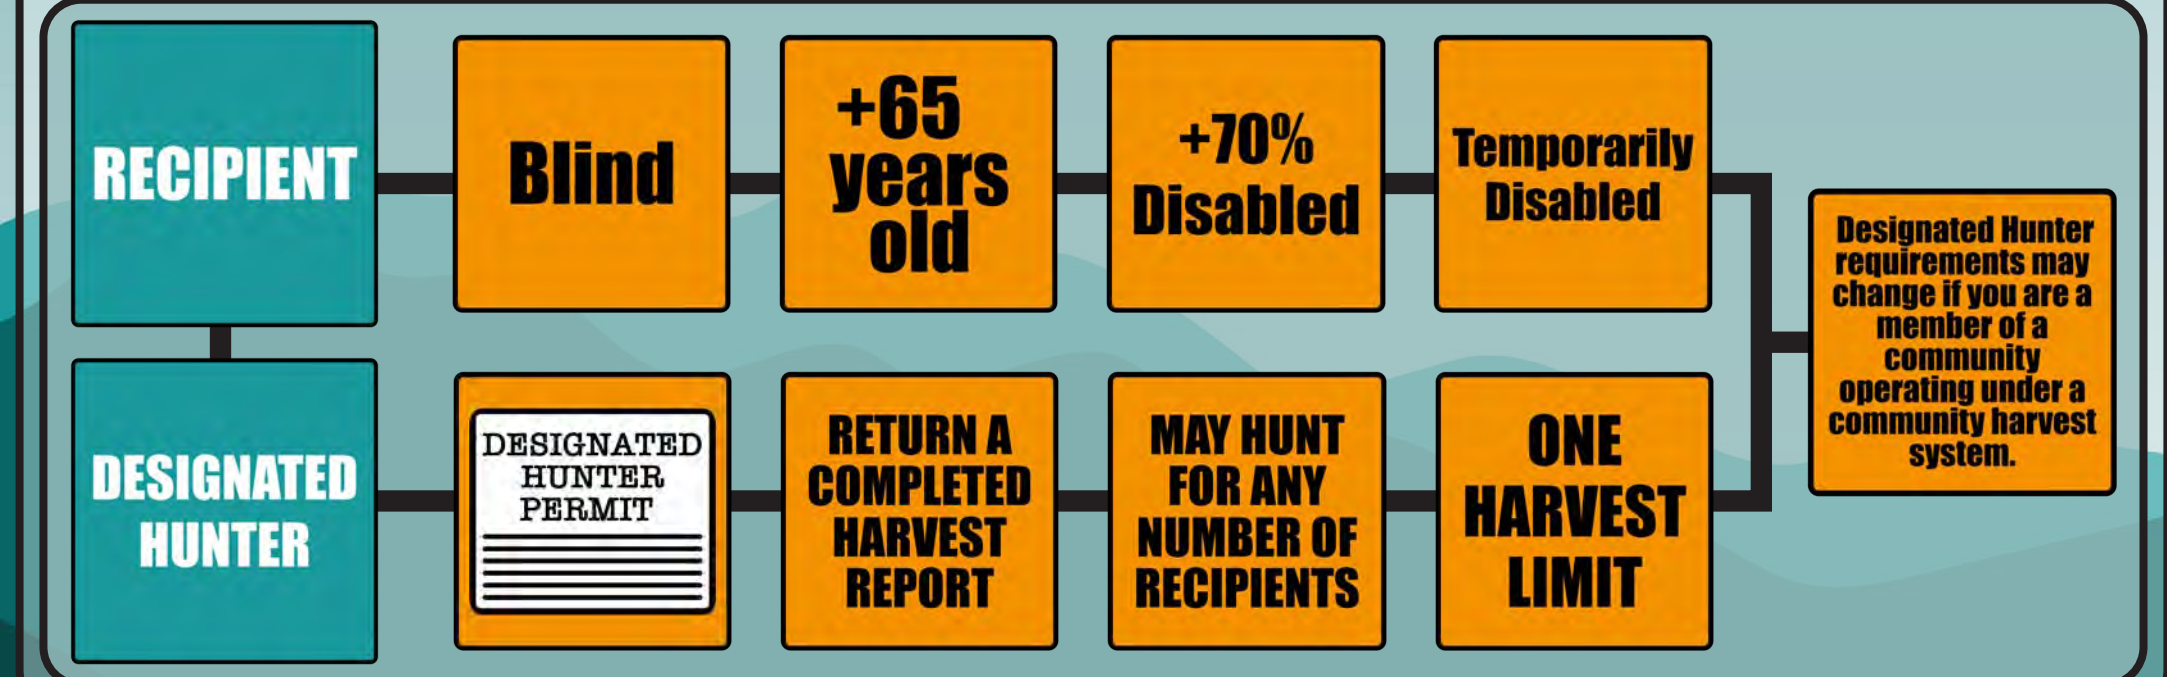 RECIPIENT
Blind
+65
years
old
+70%
Disabled
Temporarily
Disabled
Designated Hunter
requirements may
change if you are a
member of a
community
operating under a
community harvest
system.
DESIGNATED
HUNTER
DESIGNATED
HUNTER
PERMIT
RETURN A
COMPLETED
HARVEST
REPORT
MAY HUNT
FOR ANY
NUMBER OF
RECIPIENTS
ONE
HARVEST
LIMIT